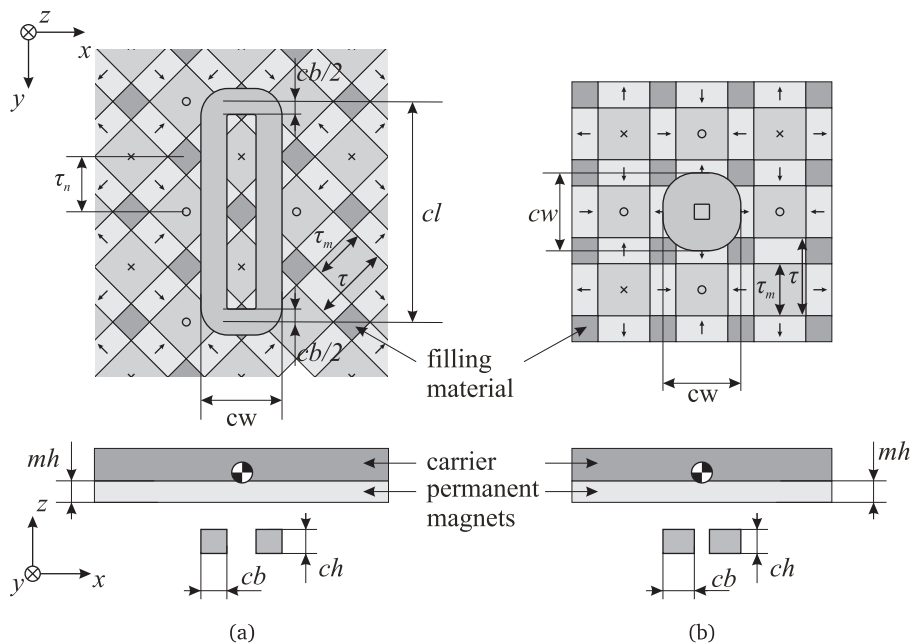 z
x
y
cb/2
τn
cl
τm
τ
cb/2
cw
filling
material
cw
τm
τ
cw
mh
carrier
permanent
magnets
mh
z
y
x
cb
ch
cb
ch
(a)
(b)